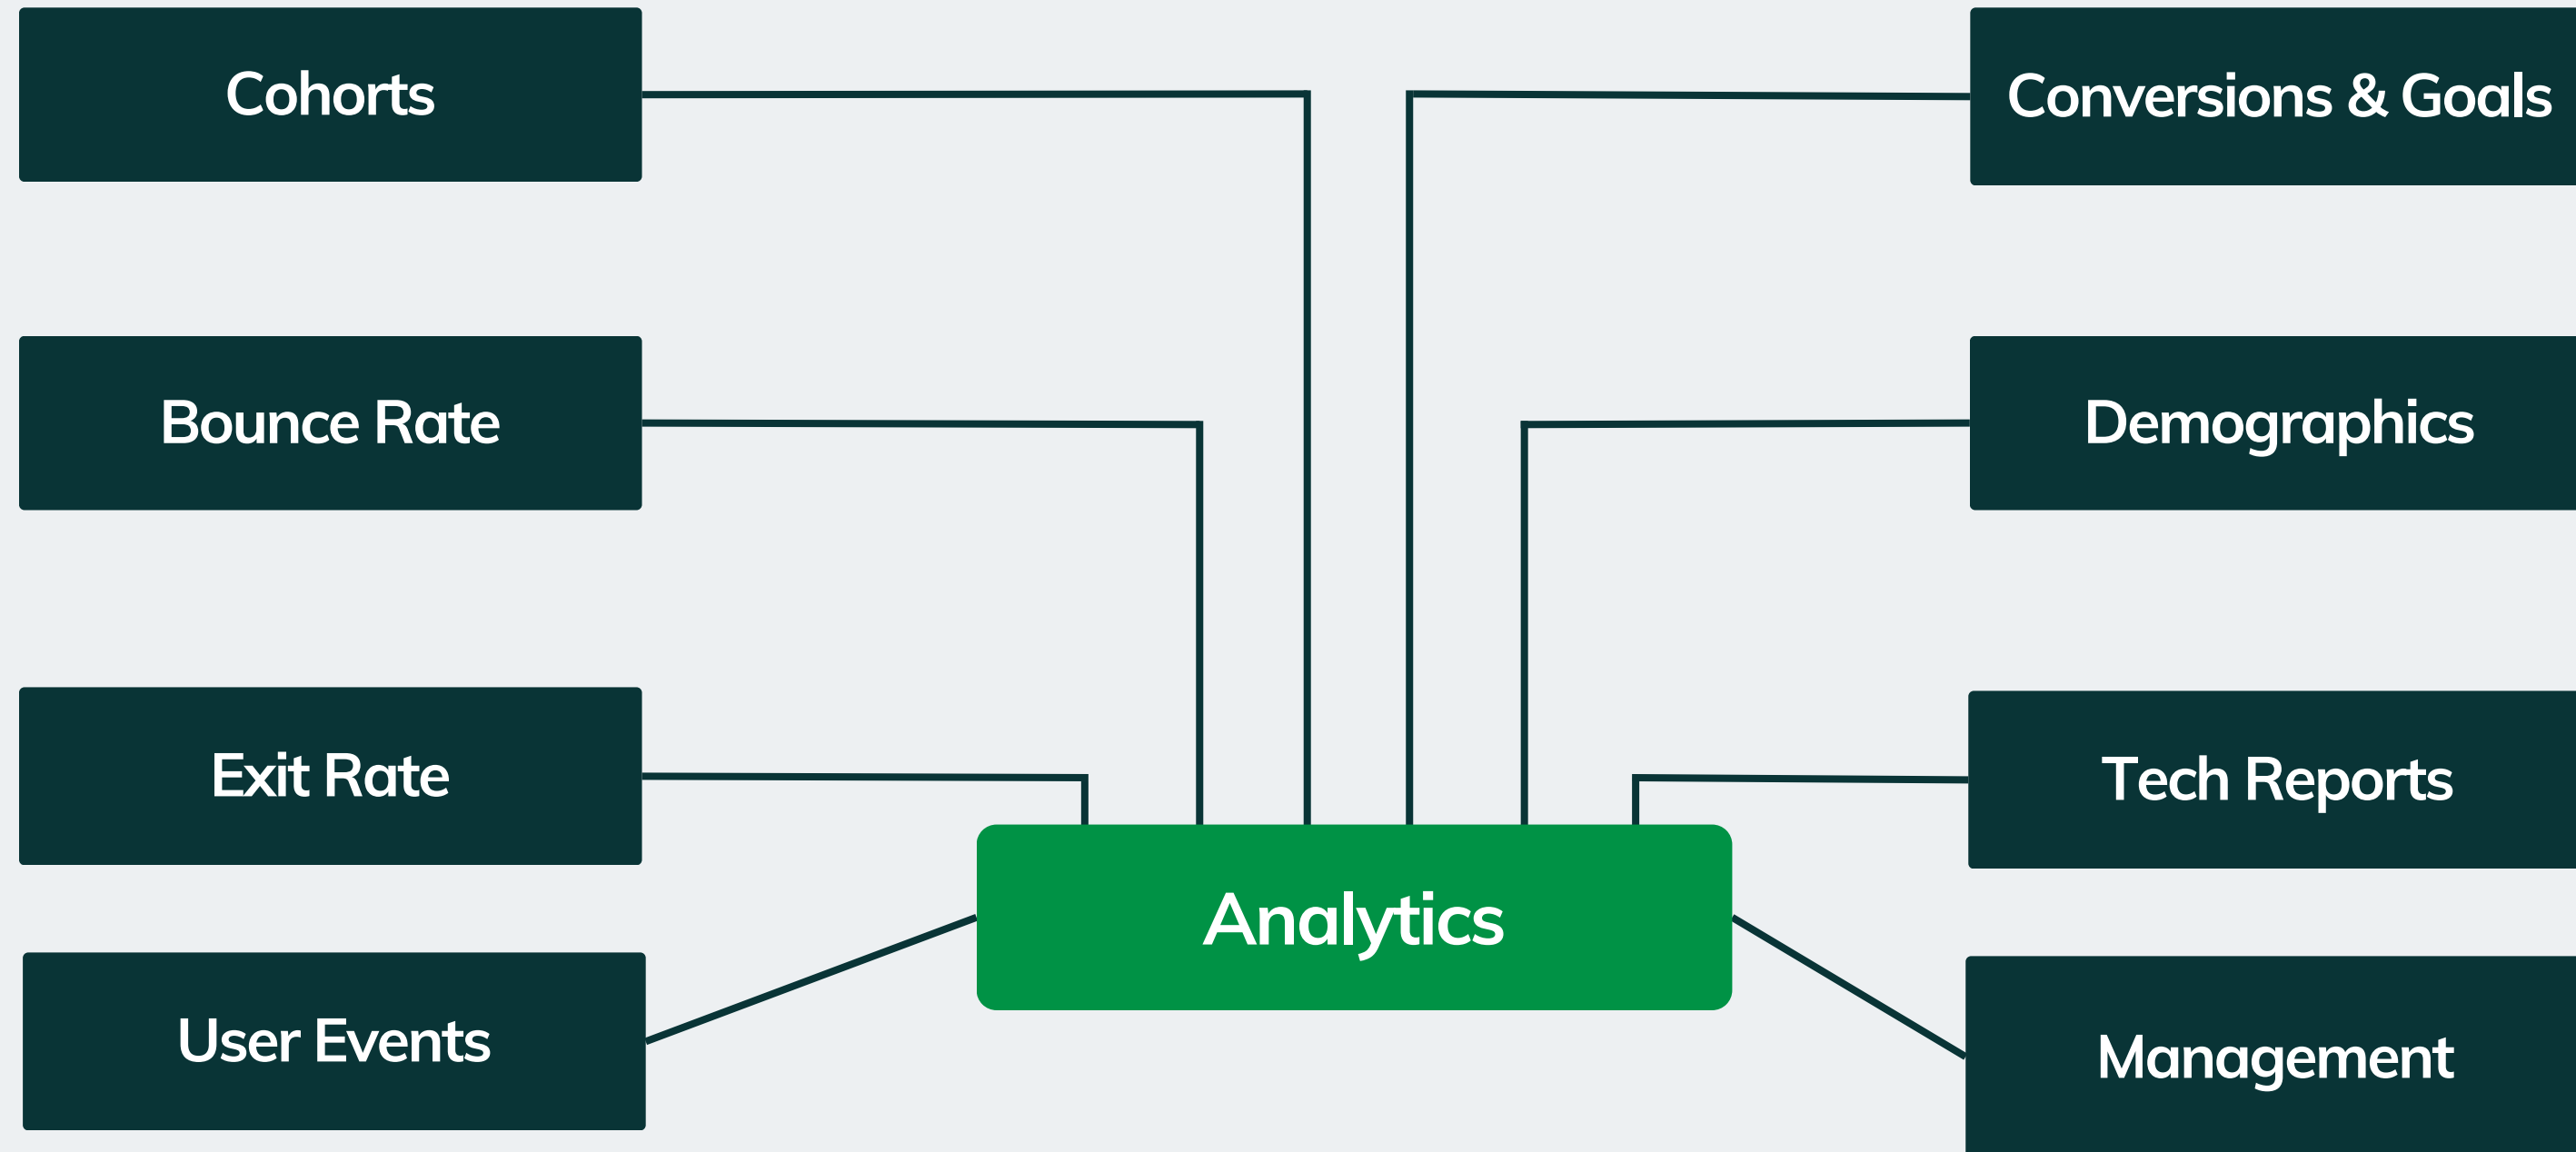 Cohorts
Conversions & Goals
Bounce Rate
Demographics
Exit Rate
Tech Reports
Analytics
User Events
Management